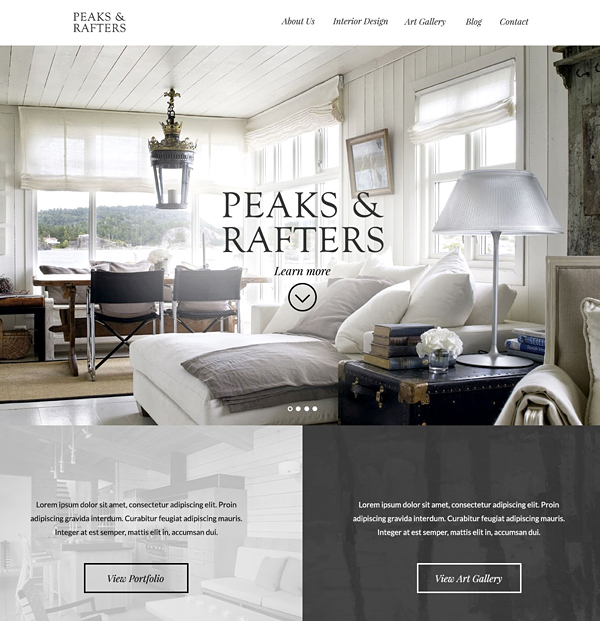 PEAKS &
RAFTERS
About Us Interior Design Art Gallery Blog Contact
PEAKS &
RAFTERS
Learn more
Lorem ipsum dolor sit amet, consectetur adipiscing elit. Proin
adipiscing gravida interdum. Curabitur feugiat adipiscing mauris.
Integer at est semper, mattis elit in, accumsan dui.
View Portfolio
Lorem ipsum dolor sit amet, consectetur adipiscing elit. Proin
adipiscing gravida interdum. Curabitur feugiat adipiscing mauris.
Integer at est semper, mattis elit in, accumsan dui.
View Art Gallery